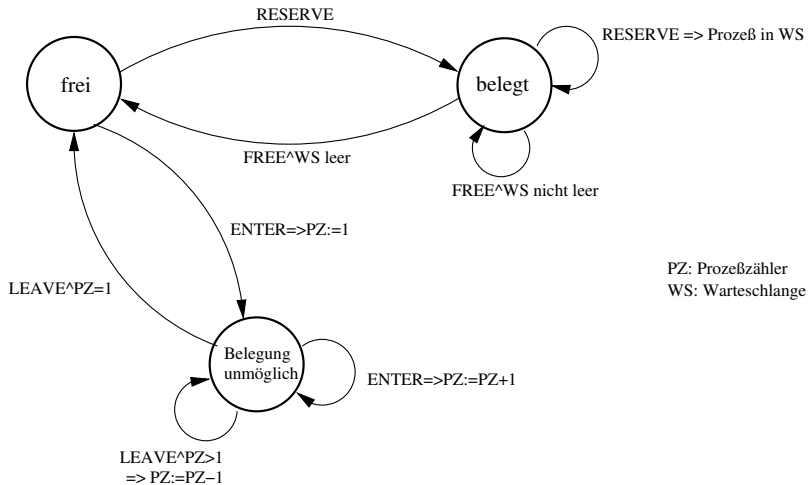 RESERVE
RESERVE => Prozeß in WS
frei
belegt
FREE^WS leer
FREE^WS nicht leer
ENTER=>PZ:=1
LEAVE^PZ=1
PZ: Prozeßzähler
WS: Warteschlange
Belegung
unmöglich
ENTER=>PZ:=PZ+1
LEAVE^PZ>1
=> PZ:=PZ−1